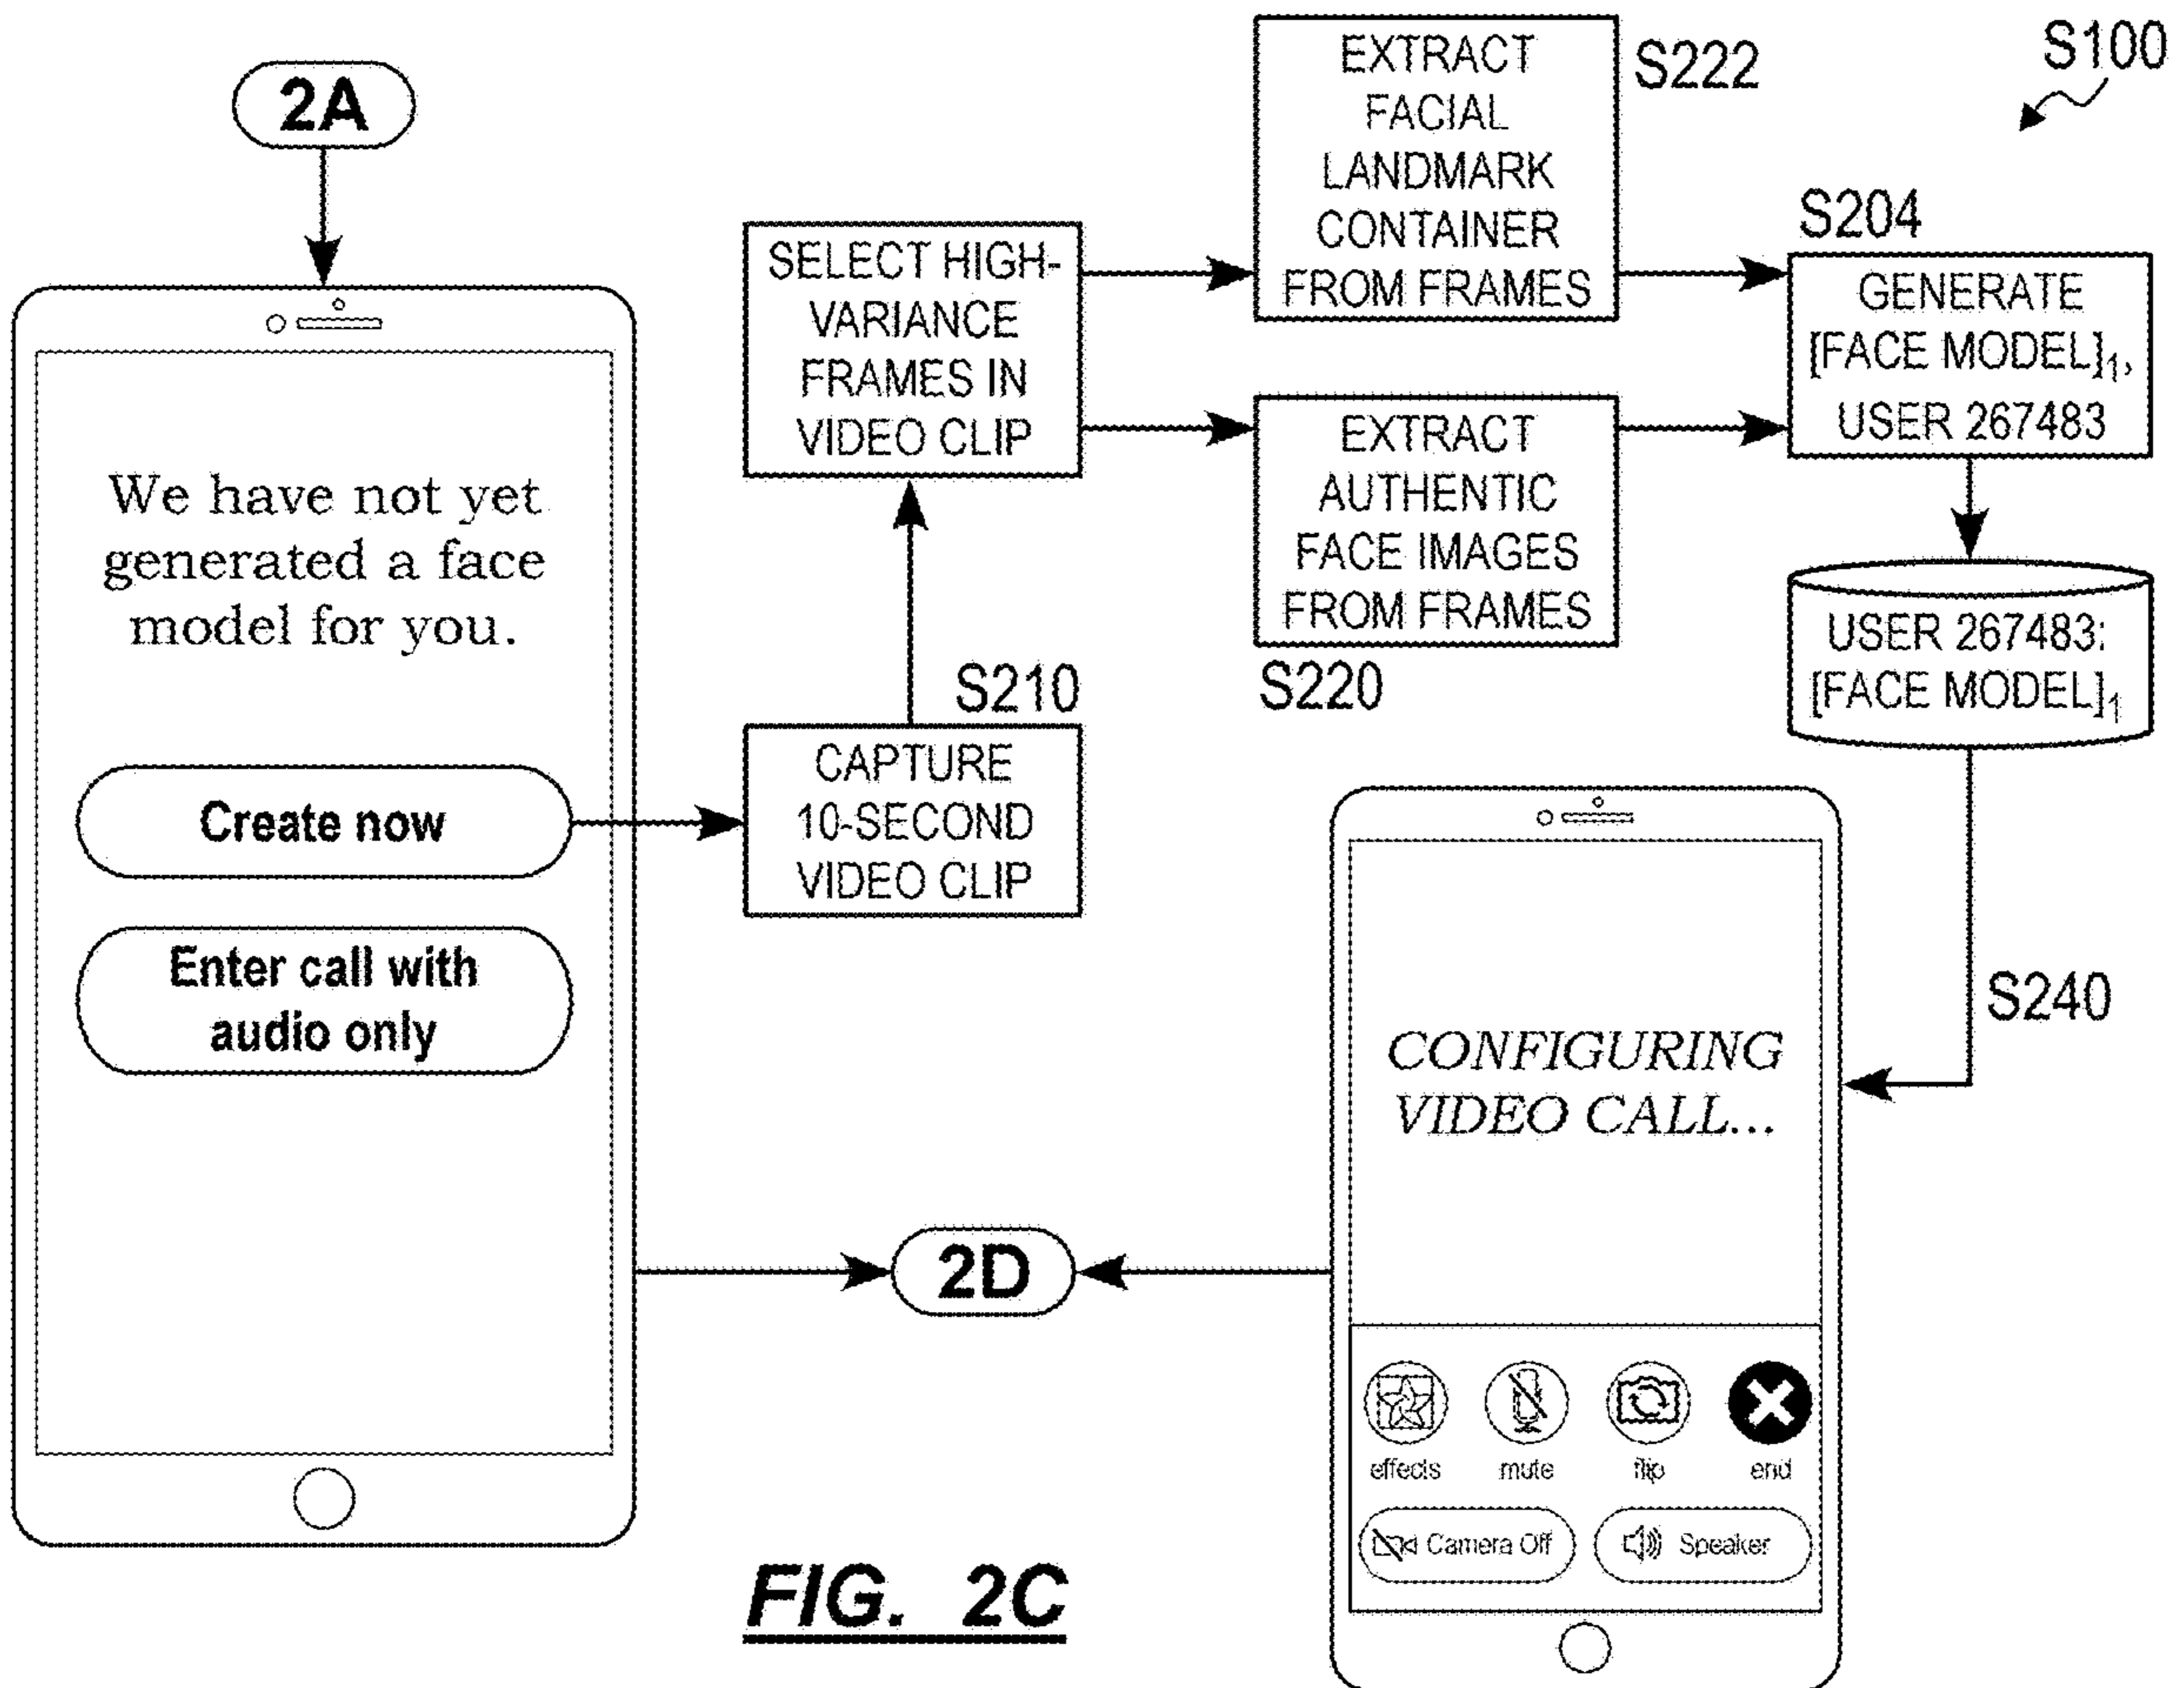 2A
We have not yet
generated a face
model for you.
Create now
Enter call with
audio only
S210
CAPTURE
10-SECOND
VIDEO CLIP
SELECT HIGH-
VARIANCE
FRAMES IN
VIDEO CLIP
EXTRACT
FACIAL
LANDMARK
CONTAINER
FROM FRAMES
S222
EXTRACT
AUTHENTIC
FACE IMAGES
FROM FRAMES
S220
S100
S204
GENERATE
[FACE MODEL]1,
USER 267483
USER 267483:
[FACE MODEL]1
S240
CONFIGURING
VIDEO CALL...
effects mute flip end
Camera Off Speaker
2D
FIG. 2C